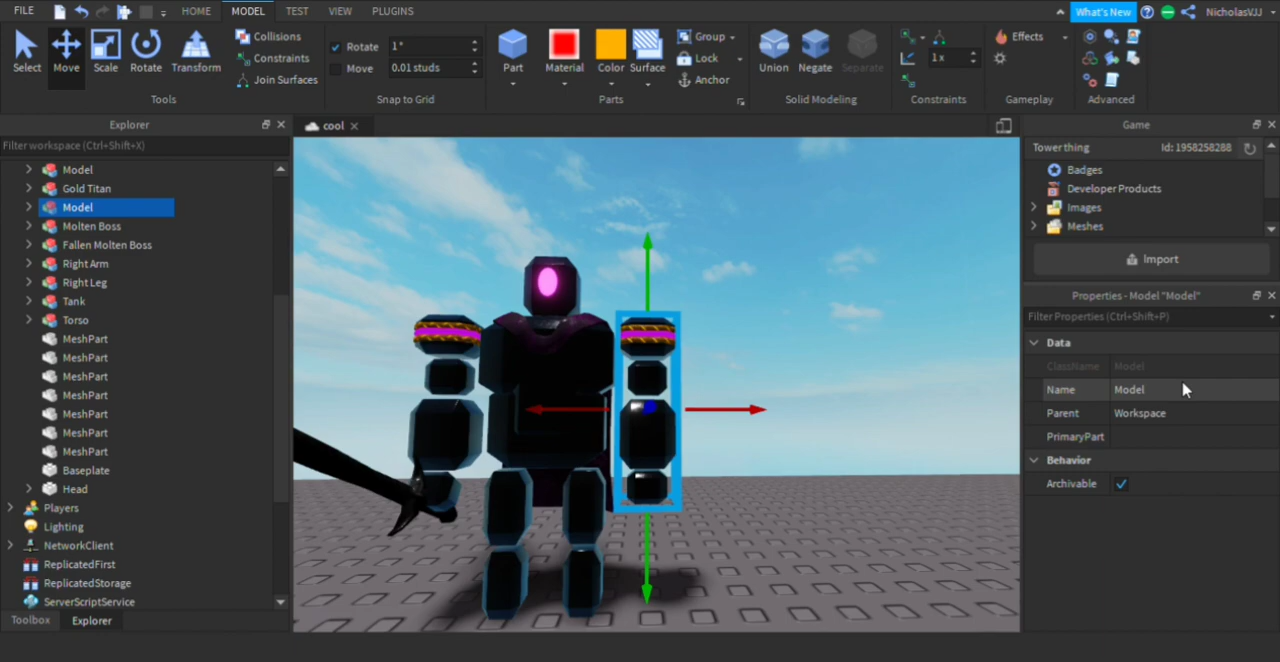 FILE HOME MODEL TEST VIEW PLUGINS What's New NicholasVJJ
Select Move Scale Rotate Transform
Collisions
Constraints
Join Surfaces
Tools
Rotate 1°
Move 0.01 studs
Snap to Grid
Part Material Color Surface
Group
Lock
Anchor
Parts
Union Negate Separate
Solid Modeling
1x
Constraints
Effects
Gameplay
Advanced
Explorer
Filter workspace (Ctrl+Shift+X)
Model
Gold Titan
Model
Molten Boss
Fallen Molten Boss
Right Arm
Right Leg
Tank
Torso
MeshPart
MeshPart
MeshPart
MeshPart
MeshPart
MeshPart
MeshPart
Baseplate
Head
Players
Lighting
NetworkClient
ReplicatedFirst
ReplicatedStorage
ServerScriptService
Toolbox Explorer
cool
Game
Tower thing Id: 1958258288
Badges
Developer Products
Images
Meshes
Import
Properties - Model "Model"
Filter Properties (Ctrl+Shift+P)
Data
ClassName Model
Name Model
Parent Workspace
PrimaryPart
Behavior
Archivable